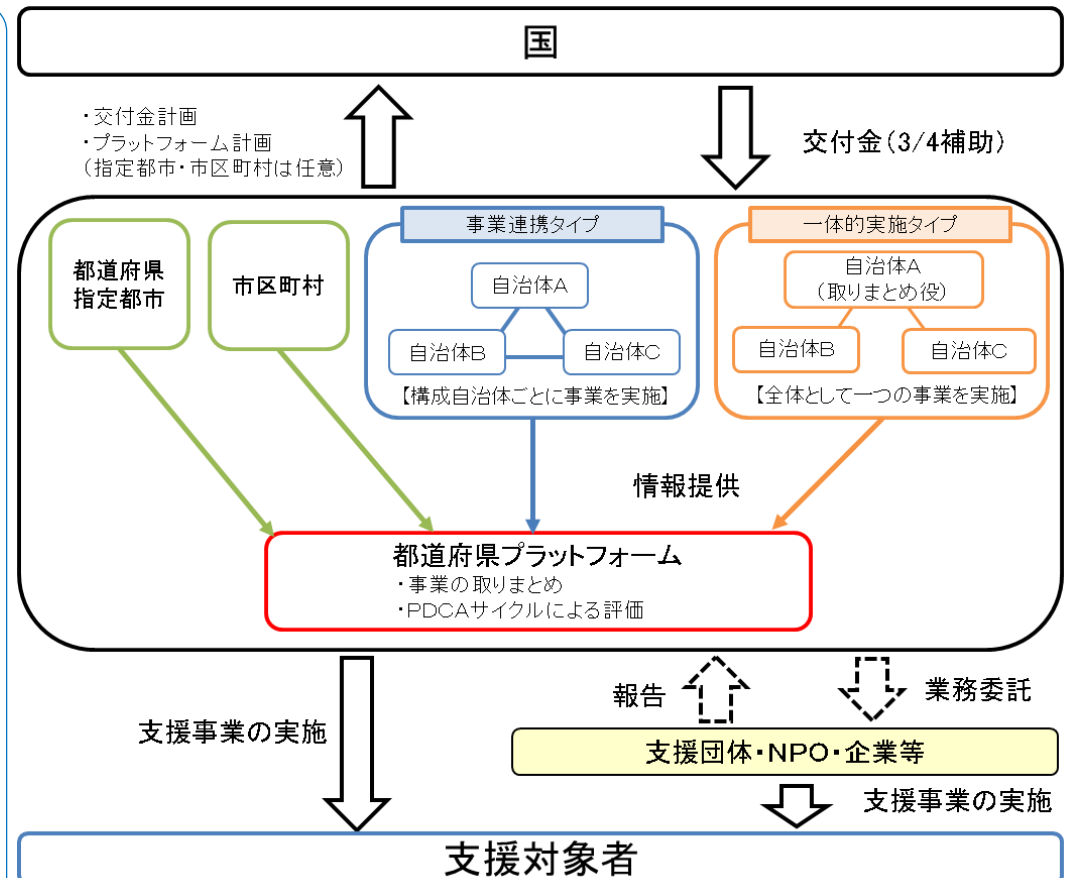 国
・交付金計画
・プラットフォーム計画
（指定都市・市区町村は任意）
交付金（3/4補助）
都道府県
指定都市
市区町村
事業連携タイプ
自治体A
自治体B
自治体C
【構成自治体ごとに事業を実施】
一体的実施タイプ
自治体A
（取りまとめ役）
自治体B
自治体C
【全体として一つの事業を実施】
情報提供
都道府県プラットフォーム
・事業の取りまとめ
・PDCAサイクルによる評価
支援事業の実施
報告
業務委託
支援団体・NPO・企業等
支援事業の実施
支援対象者